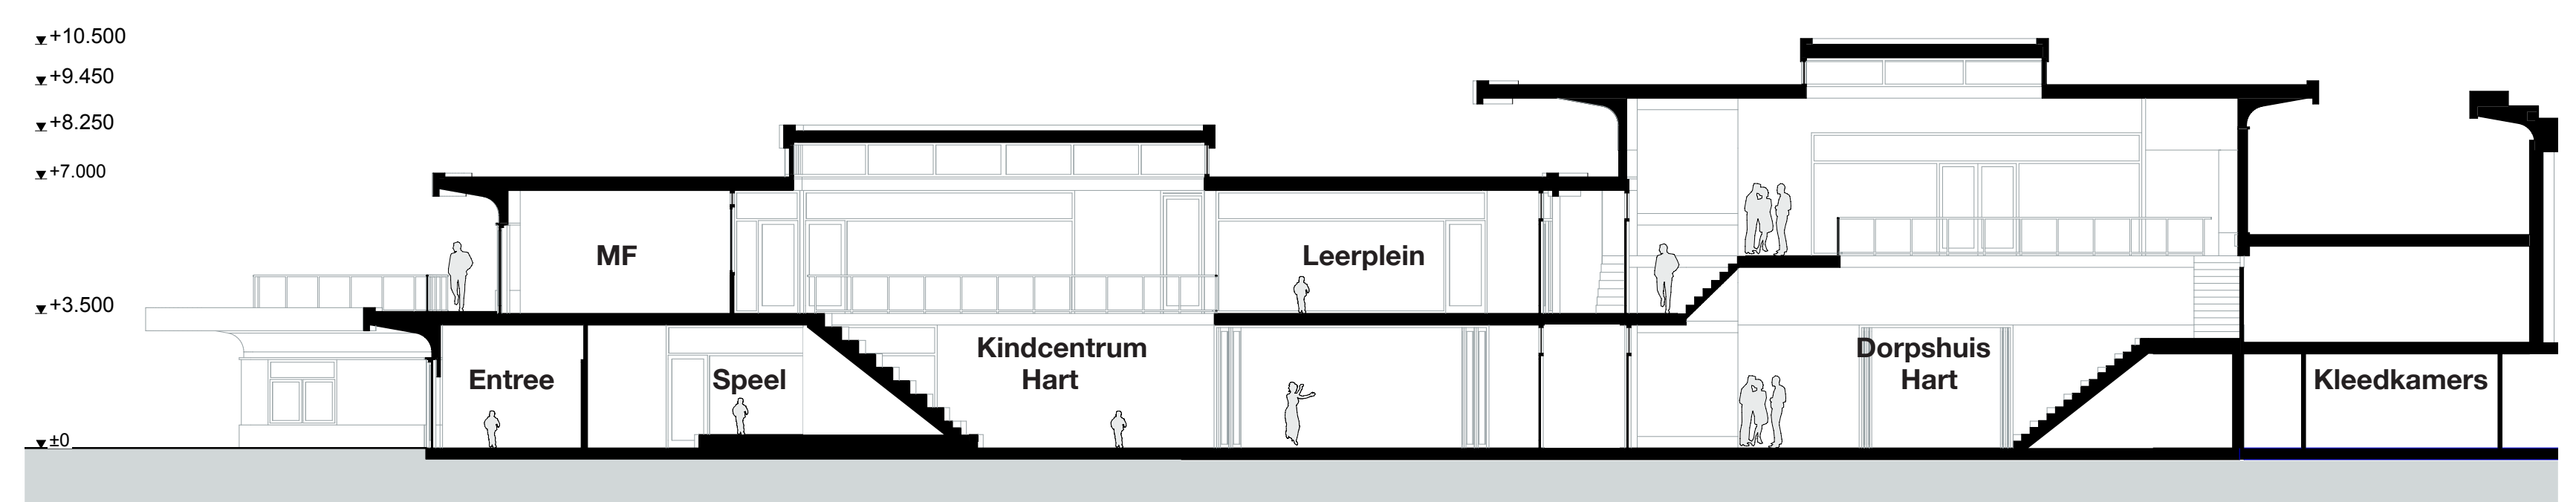 +10.500
+9.450
+8.250
+7.000
+3.500
±0
MF
Leerplein
Entree
Speel
Kindcentrum
Hart
Dorpshuis
Hart
Kleedkamers